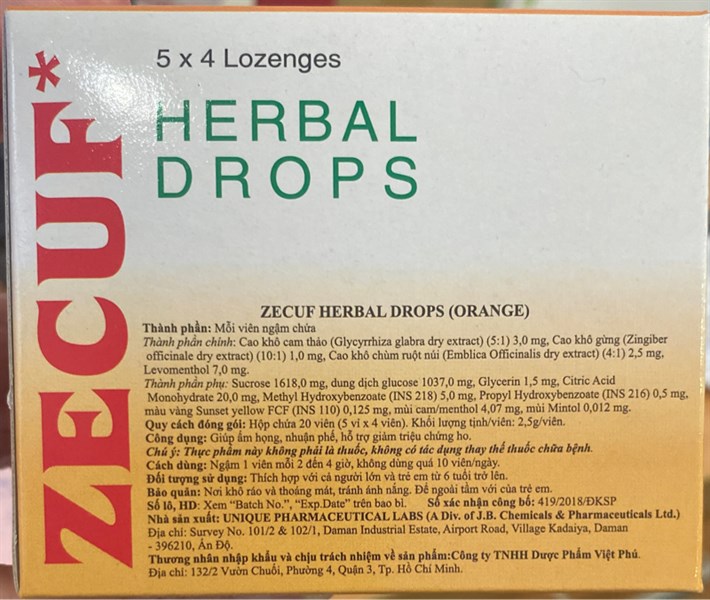 ZECUF*
5 x 4 Lozenges
HERBAL
DROPS
ZECUF HERBAL DROPS (ORANGE)
Thành phần: Mỗi viên ngậm chứa
Thành phần chính: Cao khô cam thảo (Glycyrrhiza glabra dry extract) (5:1) 3,0 mg, Cao khô gừng (Zingiber
officinale dry extract) (10:1) 1,0 mg, Cao khô chùm ruột núi (Emblica Officinalis dry extract) (4:1) 2,5 mg,
Levomenthol 7,0 mg.
Thành phần phụ: Sucrose 1618,0 mg, dung dịch glucose 1037,0 mg, Glycerin 1,5 mg, Citric Acid
Monohydrate 20,0 mg, Methyl Hydroxybenzoate (INS 218) 5,0 mg, Propyl Hydroxybenzoate (INS 216) 0,5 mg,
màu vàng Sunset yellow FCF (INS 110) 0,125 mg, mùi cam/menthol 4,07 mg, mùi Mintol 0,012 mg.
Quy cách đóng gói: Hộp chứa 20 viên (5 vỉ x 4 viên). Khối lượng tịnh/viên: 2,5g/viên.
Công dụng: Giúp ấm họng, nhuận phế, hỗ trợ giảm triệu chứng ho.
Chú ý: Thực phẩm này không phải là thuốc, không có tác dụng thay thế thuốc chữa bệnh.
Cách dùng: Ngậm 1 viên mỗi 2 đến 4 giờ, không dùng quá 10 viên/ngày.
Đối tượng sử dụng: Thích hợp với cả người lớn và trẻ em từ 6 tuổi trở lên.
Bảo quản: Nơi khô ráo và thoáng mát, tránh ánh nắng. Để ngoài tầm với của trẻ em.
Số lô, HD: Xem “Batch No.”, “Exp.Date” trên bao bì. Số xác nhận công bố: 419/2018/ĐKSP
Nhà sản xuất: UNIQUE PHARMACEUTICAL LABS (A Div. of J.B. Chemicals & Pharmaceuticals Ltd.)
Địa chỉ: Survey No. 101/2 & 102/1, Daman Industrial Estate, Airport Road, Village Kadaiya, Daman
- 396210, Ấn Độ.
Thương nhân nhập khẩu và chịu trách nhiệm về sản phẩm:Công ty TNHH Dược Phẩm Việt Phú.
Địa chỉ: 132/2 Vườn Chuối, Phường 4, Quận 3, Tp. Hồ Chí Minh.